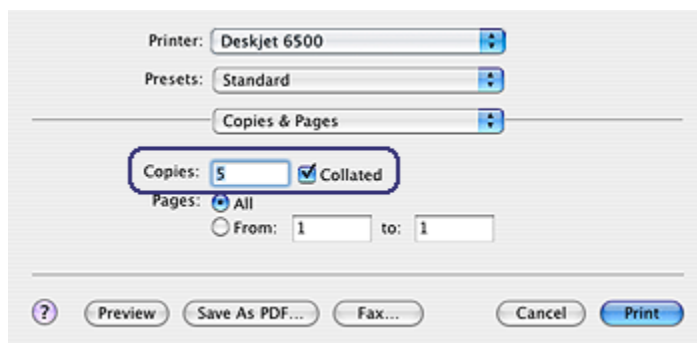 Printer: Deskjet 6500
Presets: Standard
Copies & Pages
Copies: 5 Collated
Pages: All
From: 1 to: 1
? Preview Save As PDF... Fax... Cancel Print